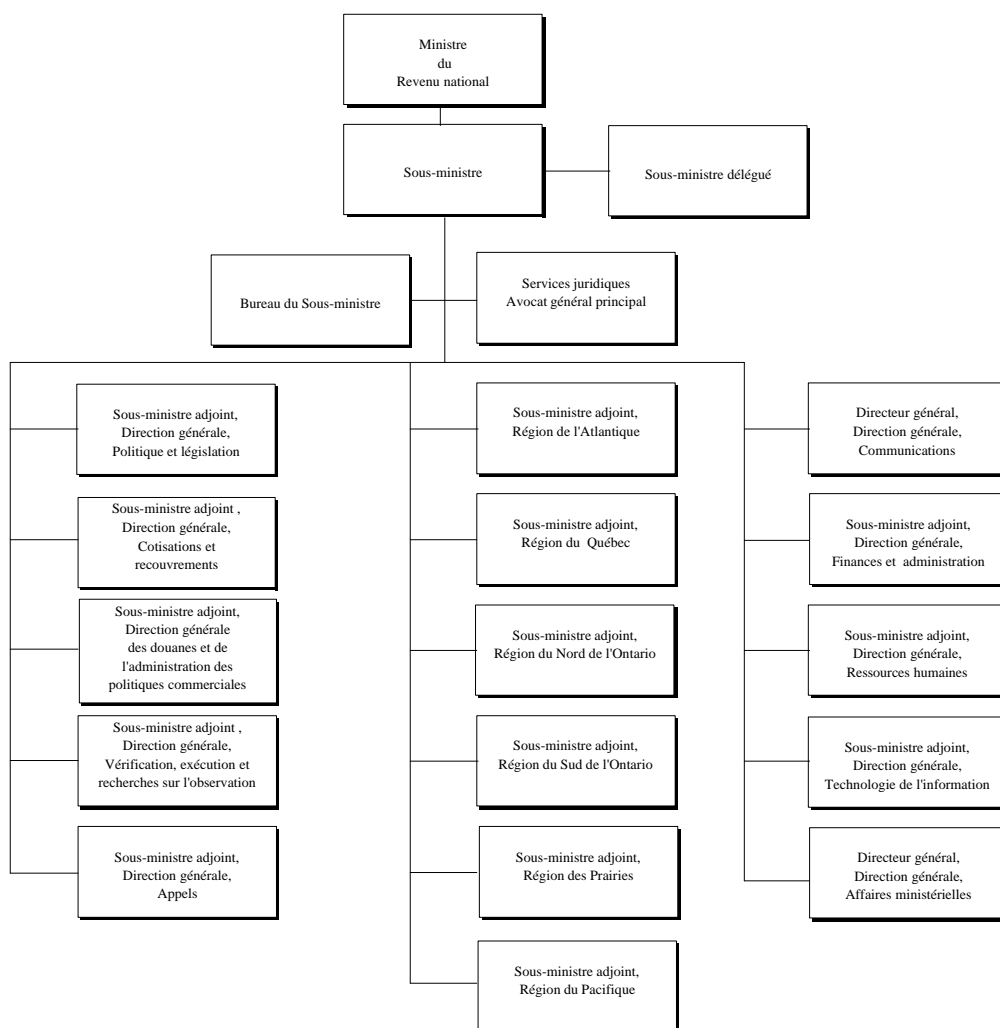 Ministre
du
Revenu national
Sous-ministre
Sous-ministre délégué
Bureau du Sous-ministre
Services juridiques
Avocat général principal
Sous-ministre adjoint,
Direction générale,
Politique et législation
Sous-ministre adjoint ,
Direction générale,
Cotisations et
recouvrements
Sous-ministre adjoint,
Direction générale
des douanes et de
l'administration des
politiques commerciales
Sous-ministre adjoint ,
Direction générale,
Vérification, exécution et
recherches sur l'observation
Sous-ministre adjoint,
Direction générale,
Appels
Sous-ministre adjoint,
Région de l'Atlantique
Sous-ministre adjoint,
Région du Québec
Sous-ministre adjoint,
Région du Nord de l'Ontario
Sous-ministre adjoint,
Région du Sud de l'Ontario
Sous-ministre adjoint,
Région des Prairies
Sous-ministre adjoint,
Région du Pacifique
Directeur général,
Direction générale,
Communications
Sous-ministre adjoint,
Direction générale,
Finances et administration
Sous-ministre adjoint,
Direction générale,
Ressources humaines
Sous-ministre adjoint,
Direction générale,
Technologie de l'information
Directeur général,
Direction générale,
Affaires ministérielles